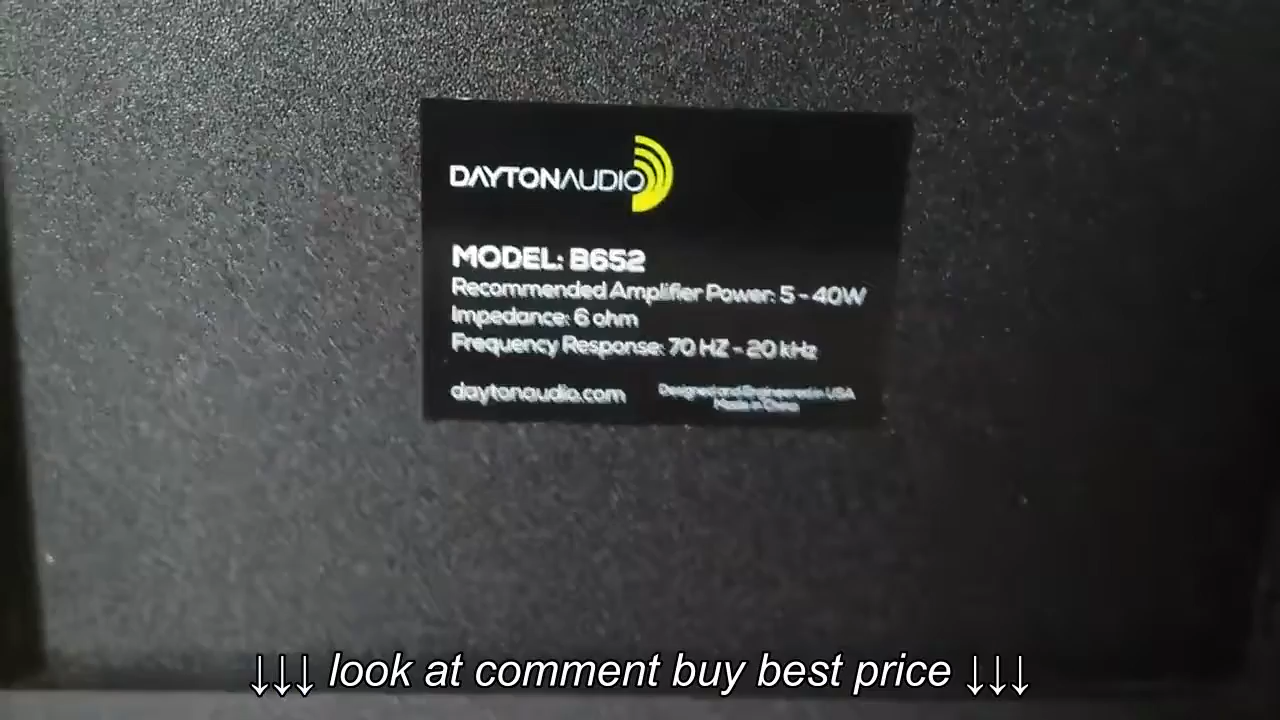 DAYTONAUDIO
MODEL: B652
Recommended Amplifier Power: 5 - 40W
Impedance: 6 ohm
Frequency Response: 70 HZ - 20 kHz
daytonaudio.com
Designed and Engineered in USA
Made in China
↓↓↓ look at comment buy best price ↓↓↓